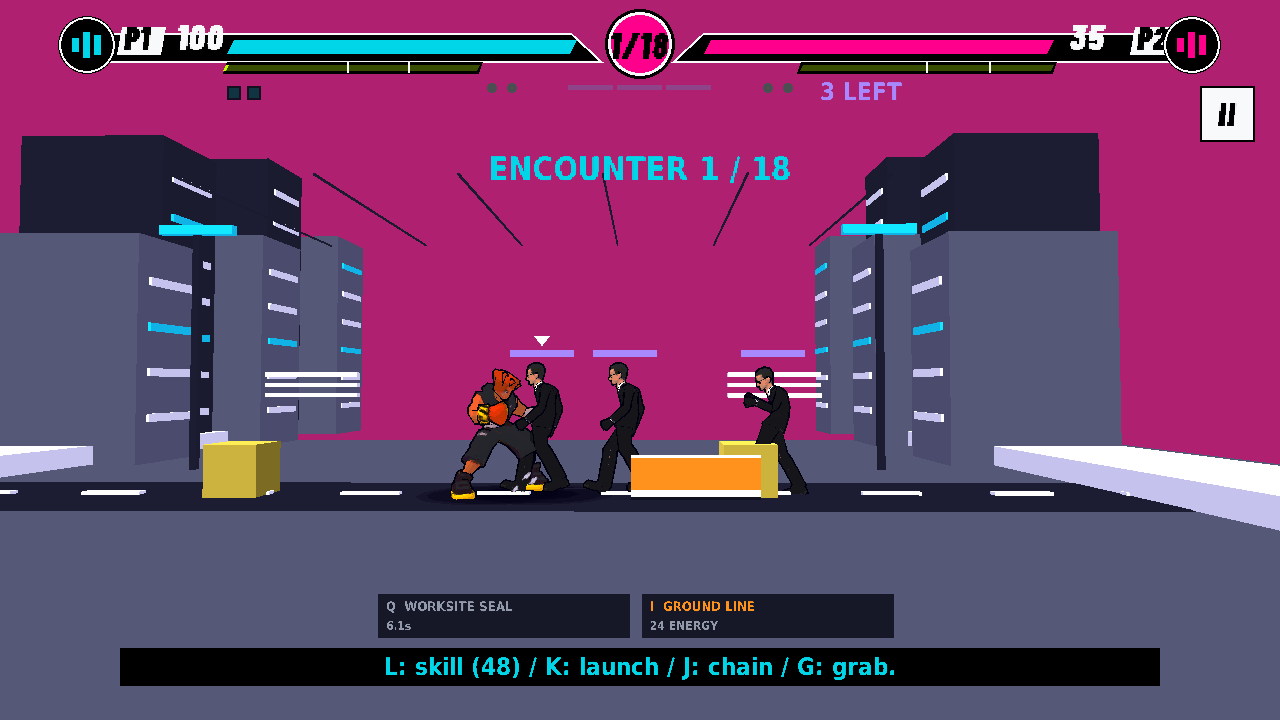 P1 100
1/18
35 P2
3 LEFT
ENCOUNTER 1 / 18
Q WORKSITE SEAL
6.1s
I GROUND LINE
24 ENERGY
L: skill (48) / K: launch / J: chain / G: grab.